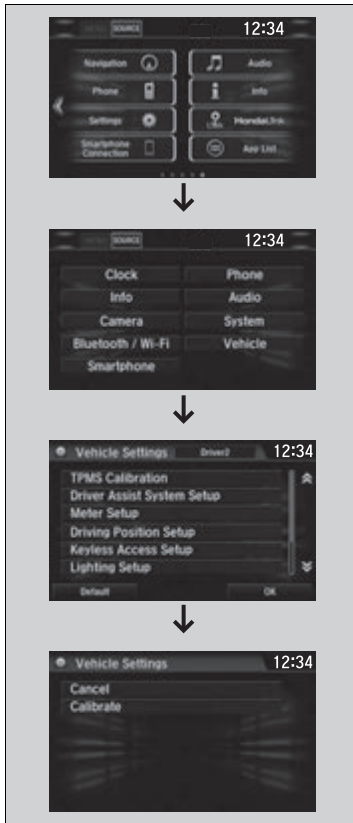 MENU SOURCE 12:34
Navigation Audio
Phone Info
Settings HondaLink
Smartphone
Connection App List
SOURCE 12:34
Clock Phone
Info Audio
Camera System
Bluetooth / Wi-Fi Vehicle
Smartphone
Vehicle Settings Driver2 12:34
TPMS Calibration
Driver Assist System Setup
Meter Setup
Driving Position Setup
Keyless Access Setup
Lighting Setup
Default OK
Vehicle Settings 12:34
Cancel
Calibrate